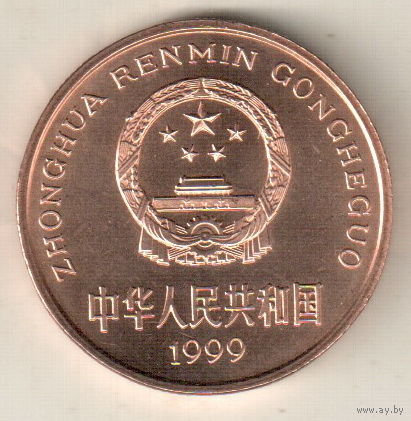 ZHONGHUA RENMIN GONGHEGUO
中华人民共和国
1999
www.ay.by